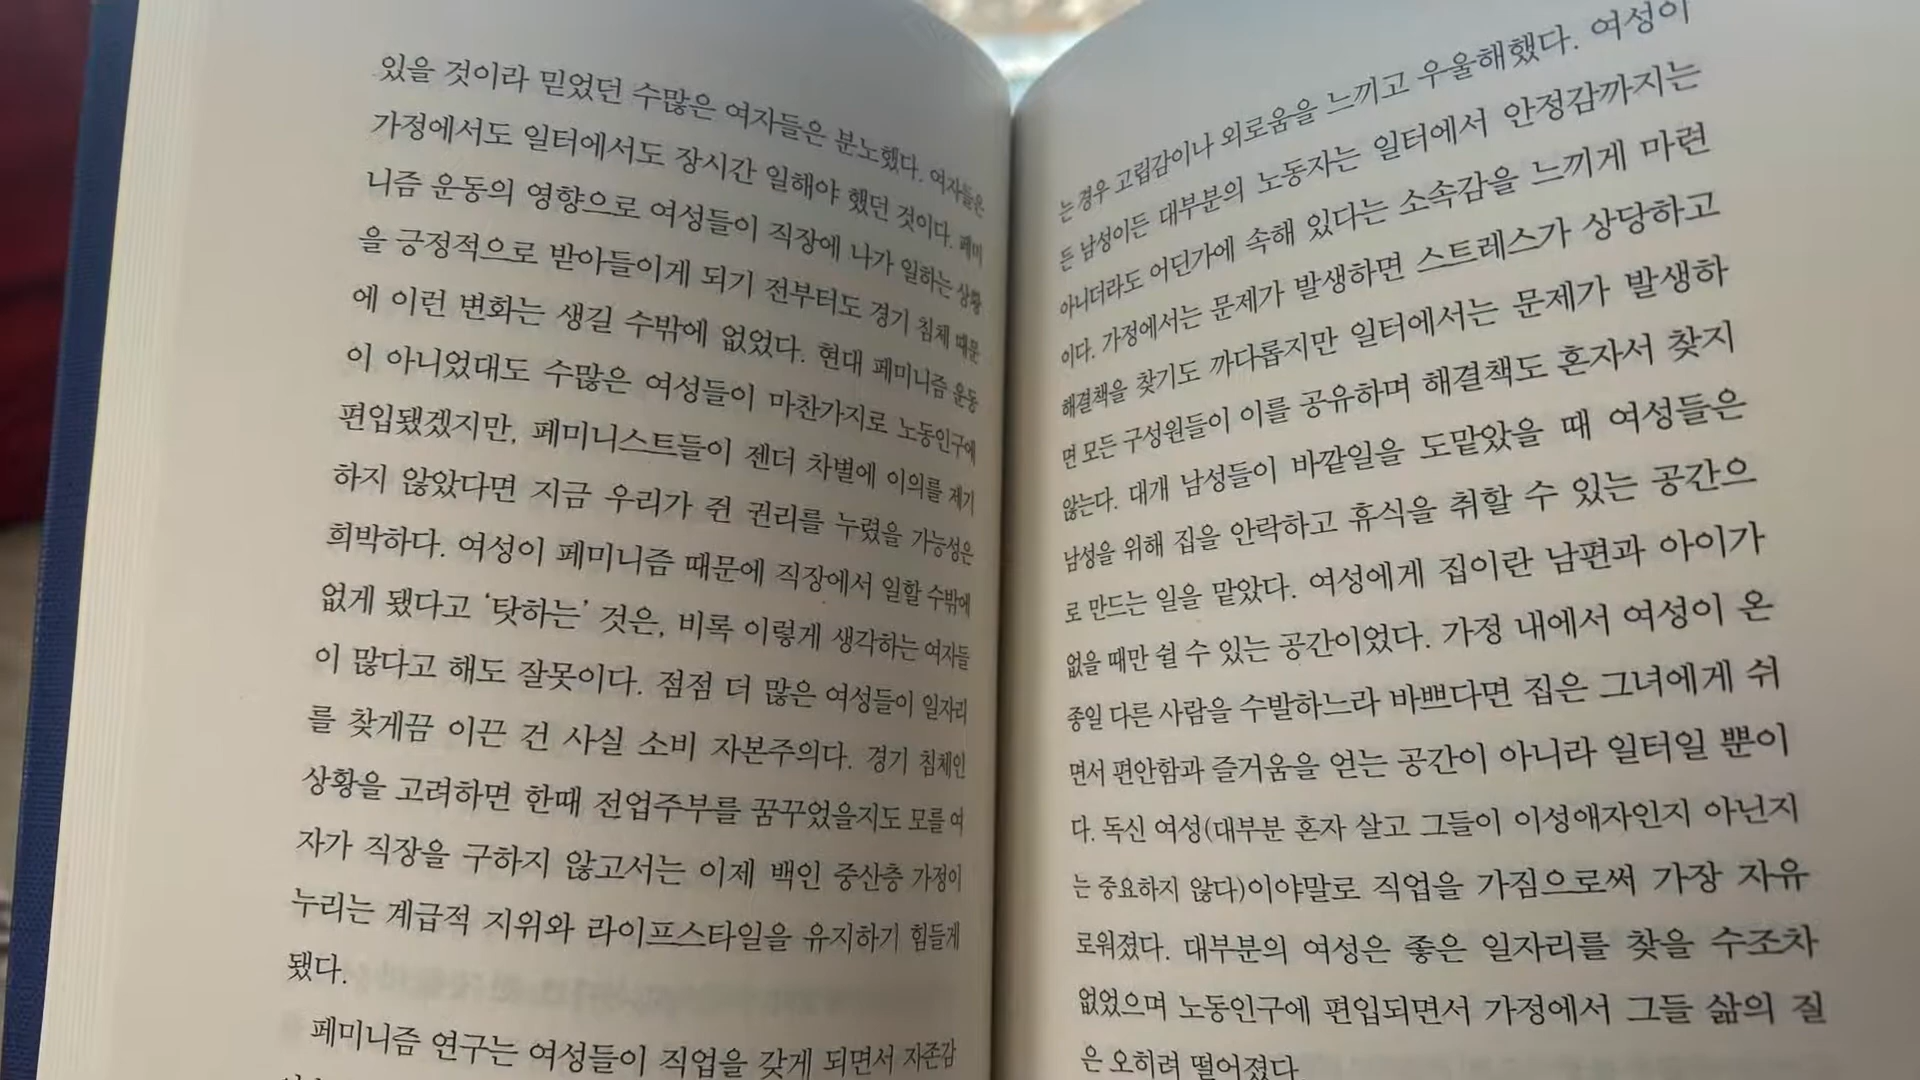 있을 것이라 믿었던 수많은 여자들은 분노했다. 여자들은
가정에서도 일터에서도 장시간 일해야 했던 것이다. 페미
니즘 운동의 영향으로 여성들이 직장에 나가 일하는 상황
을 긍정적으로 받아들이게 되기 전부터도 경기 침체 때문
에 이런 변화는 생길 수밖에 없었다. 현대 페미니즘 운동
이 아니었대도 수많은 여성들이 마찬가지로 노동인구에
편입됐겠지만, 페미니스트들이 젠더 차별에 이의를 제기
하지 않았다면 지금 우리가 쥔 권리를 누렸을 가능성은
희박하다. 여성이 페미니즘 때문에 직장에서 일할 수밖에
없게 됐다고 ‘탓하는’ 것은, 비록 이렇게 생각하는 여자들
이 많다고 해도 잘못이다. 점점 더 많은 여성들이 일자리
를 찾게끔 이끈 건 사실 소비 자본주의다. 경기 침체인
상황을 고려하면 한때 전업주부를 꿈꾸었을지도 모를 여
자가 직장을 구하지 않고서는 이제 백인 중산층 가정이
누리는 계급적 지위와 라이프스타일을 유지하기 힘들게
됐다.
페미니즘 연구는 여성들이 직업을 갖게 되면서 자존감
는 경우 고립감이나 외로움을 느끼고 우울해했다. 여성이
든 남성이든 대부분의 노동자는 일터에서 안정감까지는
아니더라도 어딘가에 속해 있다는 소속감을 느끼게 마련
이다. 가정에서는 문제가 발생하면 스트레스가 상당하고
해결책을 찾기도 까다롭지만 일터에서는 문제가 발생하
면 모든 구성원들이 이를 공유하며 해결책도 혼자서 찾지
않는다. 대개 남성들이 바깥일을 도맡았을 때 여성들은
남성을 위해 집을 안락하고 휴식을 취할 수 있는 공간으
로 만드는 일을 맡았다. 여성에게 집이란 남편과 아이가
없을 때만 쉴 수 있는 공간이었다. 가정 내에서 여성이 온
종일 다른 사람을 수발하느라 바쁘다면 집은 그녀에게 쉬
면서 편안함과 즐거움을 얻는 공간이 아니라 일터일 뿐이
다. 독신 여성(대부분 혼자 살고 그들이 이성애자인지 아닌지
는 중요하지 않다)이야말로 직업을 가짐으로써 가장 자유
로워졌다. 대부분의 여성은 좋은 일자리를 찾을 수조차
없었으며 노동인구에 편입되면서 가정에서 그들 삶의 질
은 오히려 떨어졌다.